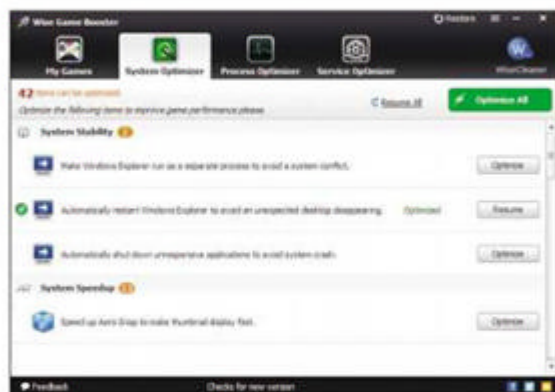 Wise Game Booster
Restore
My Games
System Optimizer
Process Optimizer
Service Optimizer
WiseCleaner
42 items can be optimized
Optimize the following items to improve game performance please.
Resume All
Optimize All
System Stability
Make Windows Explorer run as a separate process to avoid a system conflict.
Optimize
Automatically restart Windows Explorer to avoid an unexpected desktop disappearing.
Optimized
Resume
Automatically shut down unresponsive applications to avoid system crash.
Optimize
System Speedup
Speed up Aero Snap to make thumbnail display fast.
Optimize
Feedback
Checks for new version